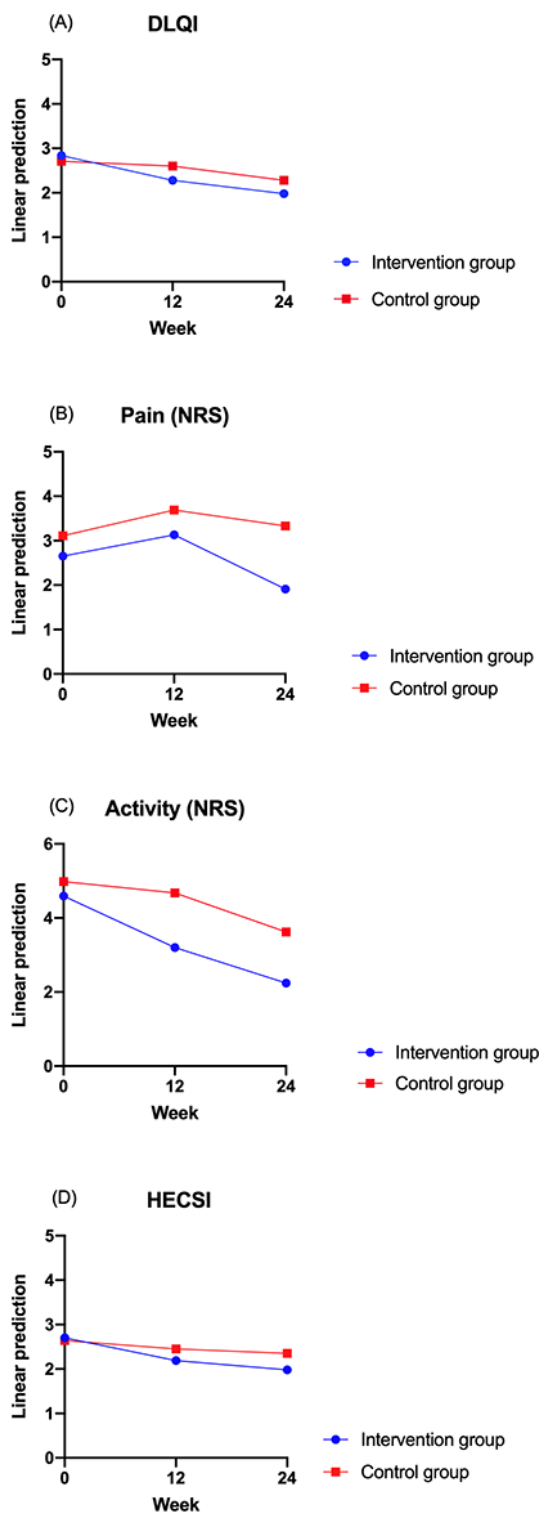 (A) DLQI
5
4
3
2
1
0
Linear prediction
0 12 24
Week
Intervention group
Control group
(B) Pain (NRS)
5
4
3
2
1
0
Linear prediction
0 12 24
Week
Intervention group
Control group
(C) Activity (NRS)
6
4
2
0
Linear prediction
0 12 24
Week
Intervention group
Control group
(D) HECSI
5
4
3
2
1
0
Linear prediction
0 12 24
Week
Intervention group
Control group